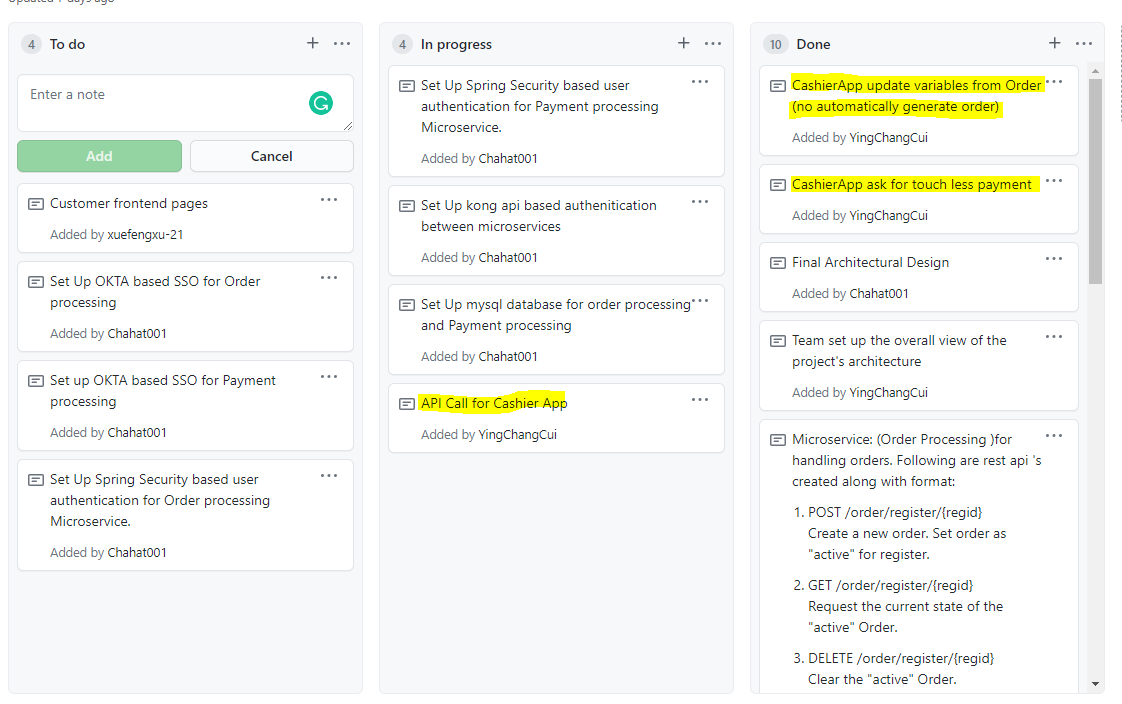 4 To do
Enter a note
Add
Cancel
Customer frontend pages
Added by xuefengxu-21
Set Up OKTA based SSO for Order
processing
Added by Chahat001
Set up OKTA based SSO for Payment
processing
Added by Chahat001
Set Up Spring Security based user
authentication for Order processing
Microservice.
Added by Chahat001
4 In progress
Set Up Spring Security based user
authentication for Payment processing
Microservice.
Added by Chahat001
Set Up kong api based authenitication
between microservices
Added by Chahat001
Set Up mysql database for order processing
and Payment processing
Added by Chahat001
API Call for Cashier App
Added by YingChangCui
10 Done
CashierApp update variables from Order
(no automatically generate order)
Added by YingChangCui
CashierApp ask for touch less payment
Added by YingChangCui
Final Architectural Design
Added by Chahat001
Team set up the overall view of the
project's architecture
Added by YingChangCui
Microservice: (Order Processing )for
handling orders. Following are rest api 's
created along with format:
1. POST /order/register/{regid}
Create a new order. Set order as
"active" for register.
2. GET /order/register/{regid}
Request the current state of the
"active" Order.
3. DELETE /order/register/{regid}
Clear the "active" Order.